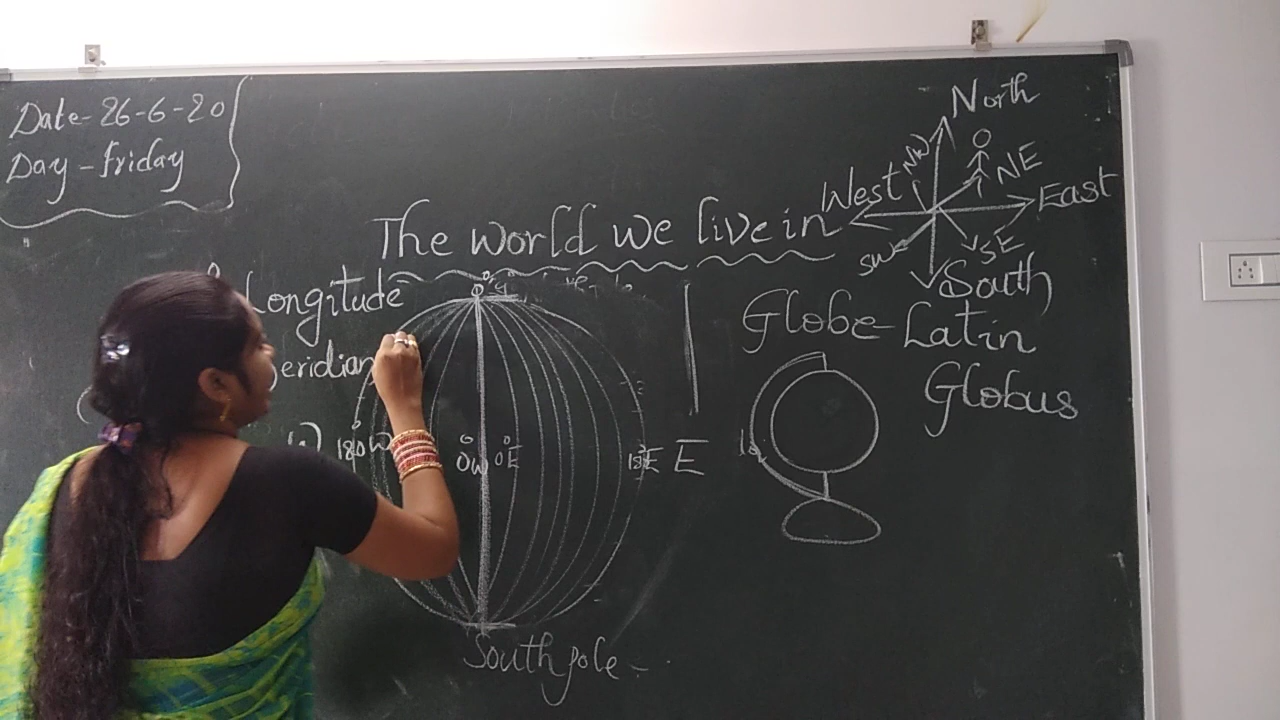 Date-26-6-20
Day-friday
The world we live in
North
NW
NE
West
East
SW
SE
South
Longitude
eridian
0°
180 W
0°W
0°E
E
Globe-Latin
Globus
South pole-